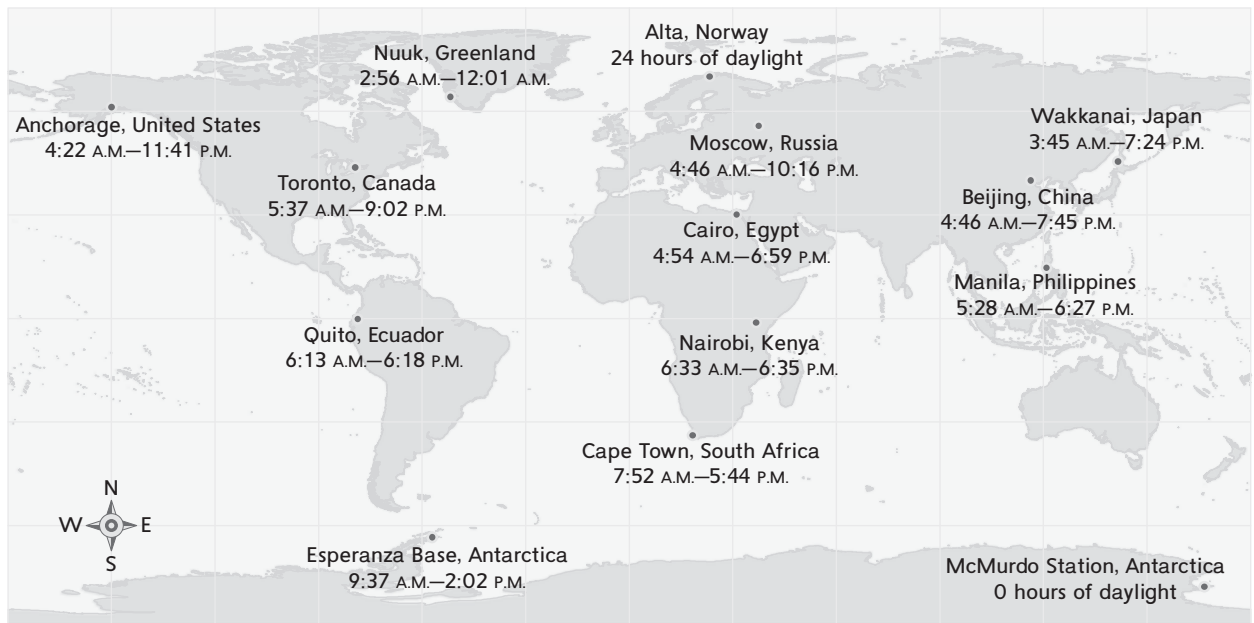 Alta, Norway
24 hours of daylight
Nuuk, Greenland
2:56 A.M.–12:01 A.M.
Anchorage, United States
4:22 A.M.–11:41 P.M.
Wakkanai, Japan
3:45 A.M.–7:24 P.M.
Moscow, Russia
4:46 A.M.–10:16 P.M.
Toronto, Canada
5:37 A.M.–9:02 P.M.
Beijing, China
4:46 A.M.–7:45 P.M.
Cairo, Egypt
4:54 A.M.–6:59 P.M.
Manila, Philippines
5:28 A.M.–6:27 P.M.
Quito, Ecuador
6:13 A.M.–6:18 P.M.
Nairobi, Kenya
6:33 A.M.–6:35 P.M.
Cape Town, South Africa
7:52 A.M.–5:44 P.M.
N
W E
S
Esperanza Base, Antarctica
9:37 A.M.–2:02 P.M.
McMurdo Station, Antarctica
0 hours of daylight